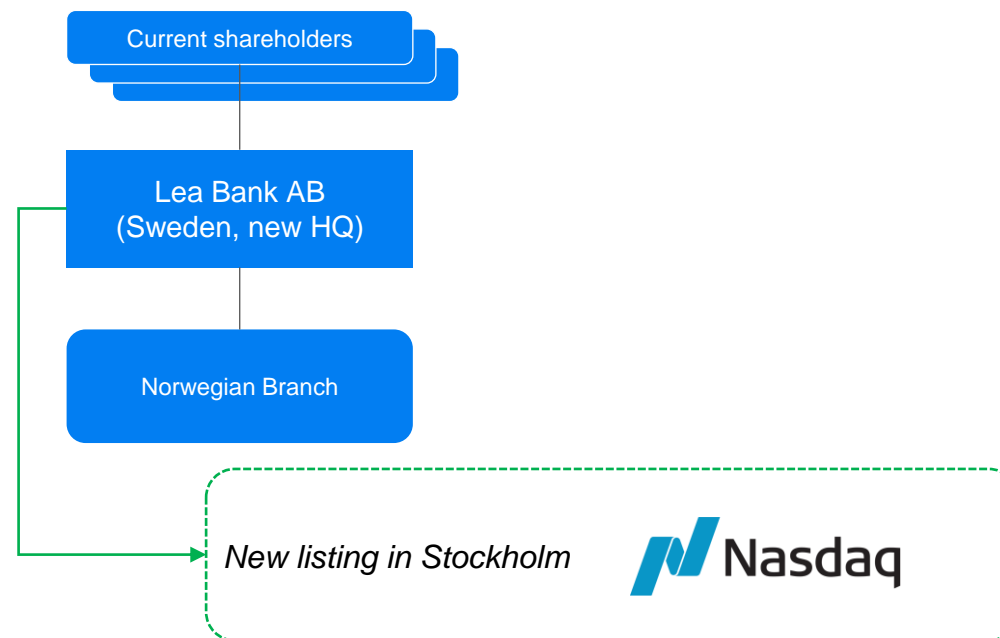 Current shareholders
Lea Bank AB
(Sweden, new HQ)
Norwegian Branch
New listing in Stockholm
Nasdaq